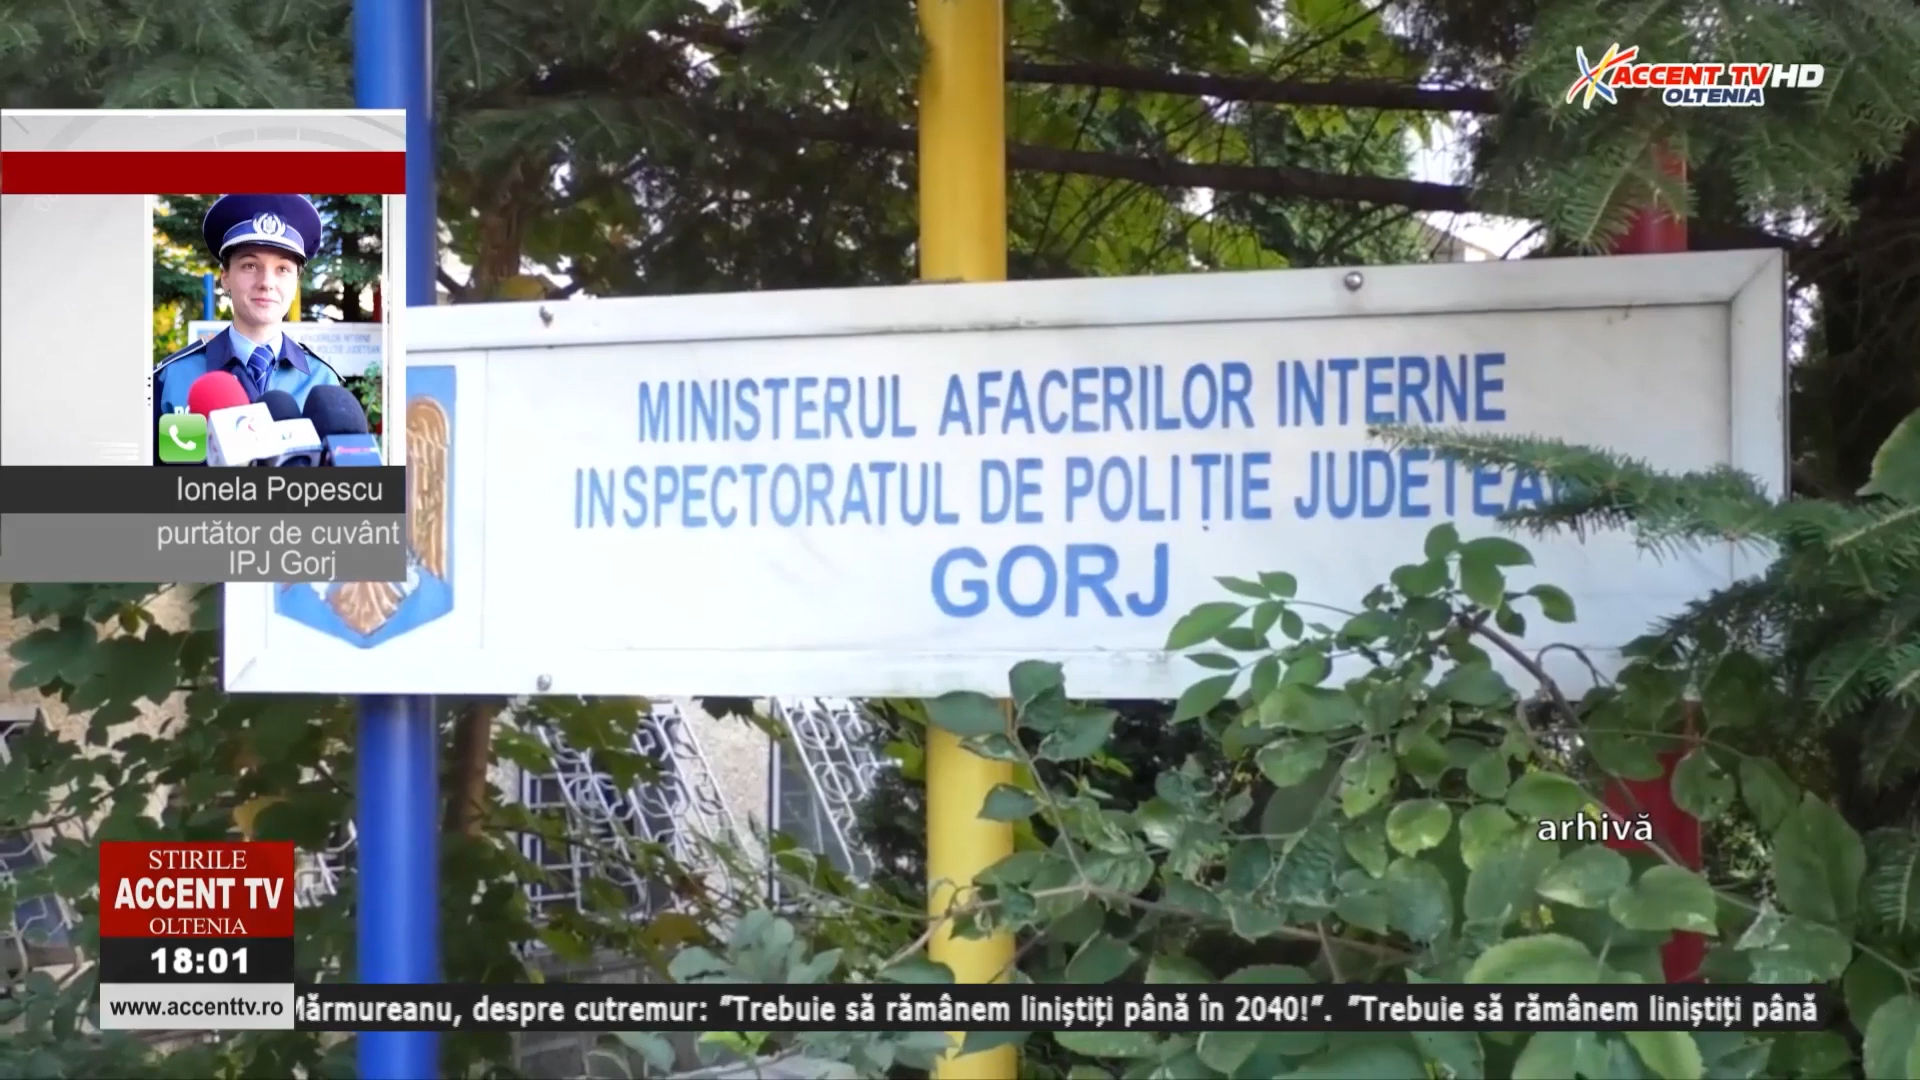 ACCENT TV HD
OLTENIA
MINISTERUL AFACERILOR INTERNE
INSPECTORATUL DE POLIȚIE JUDEȚEAN
GORJ
Ionela Popescu
purtător de cuvânt
IPJ Gorj
arhivă
STIRILE
ACCENT TV
OLTENIA
18:01
www.accenttv.ro
Mărmureanu, despre cutremur: ”Trebuie să rămânem liniștiți până în 2040!”. ”Trebuie să rămânem liniștiți până